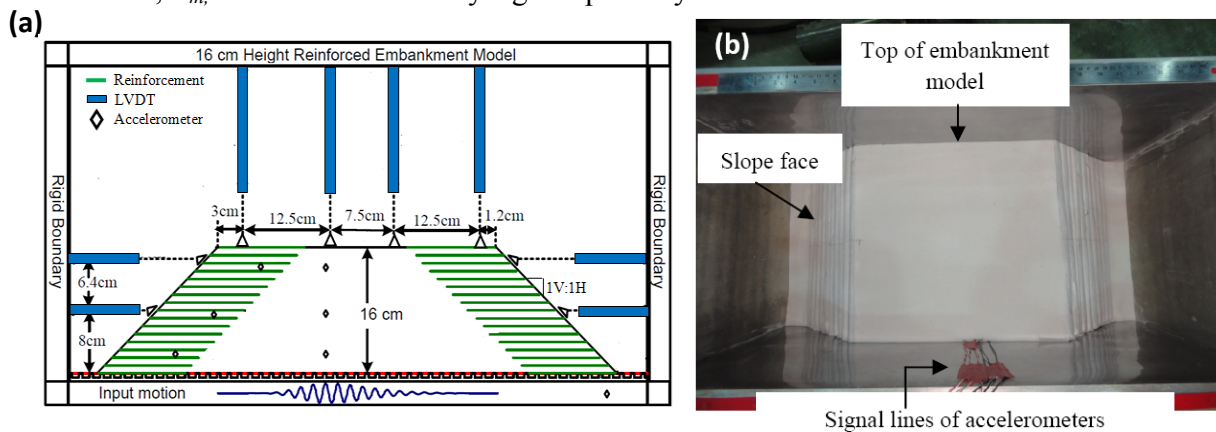 (a)
16 cm Height Reinforced Embankment Model
Reinforcement
LVDT
Accelerometer
Rigid Boundary
Rigid Boundary
3cm
12.5cm
7.5cm
12.5cm
1.2cm
6.4cm
8cm
16 cm
1V:1H
Input motion
(b)
Top of embankment
model
Slope face
Signal lines of accelerometers